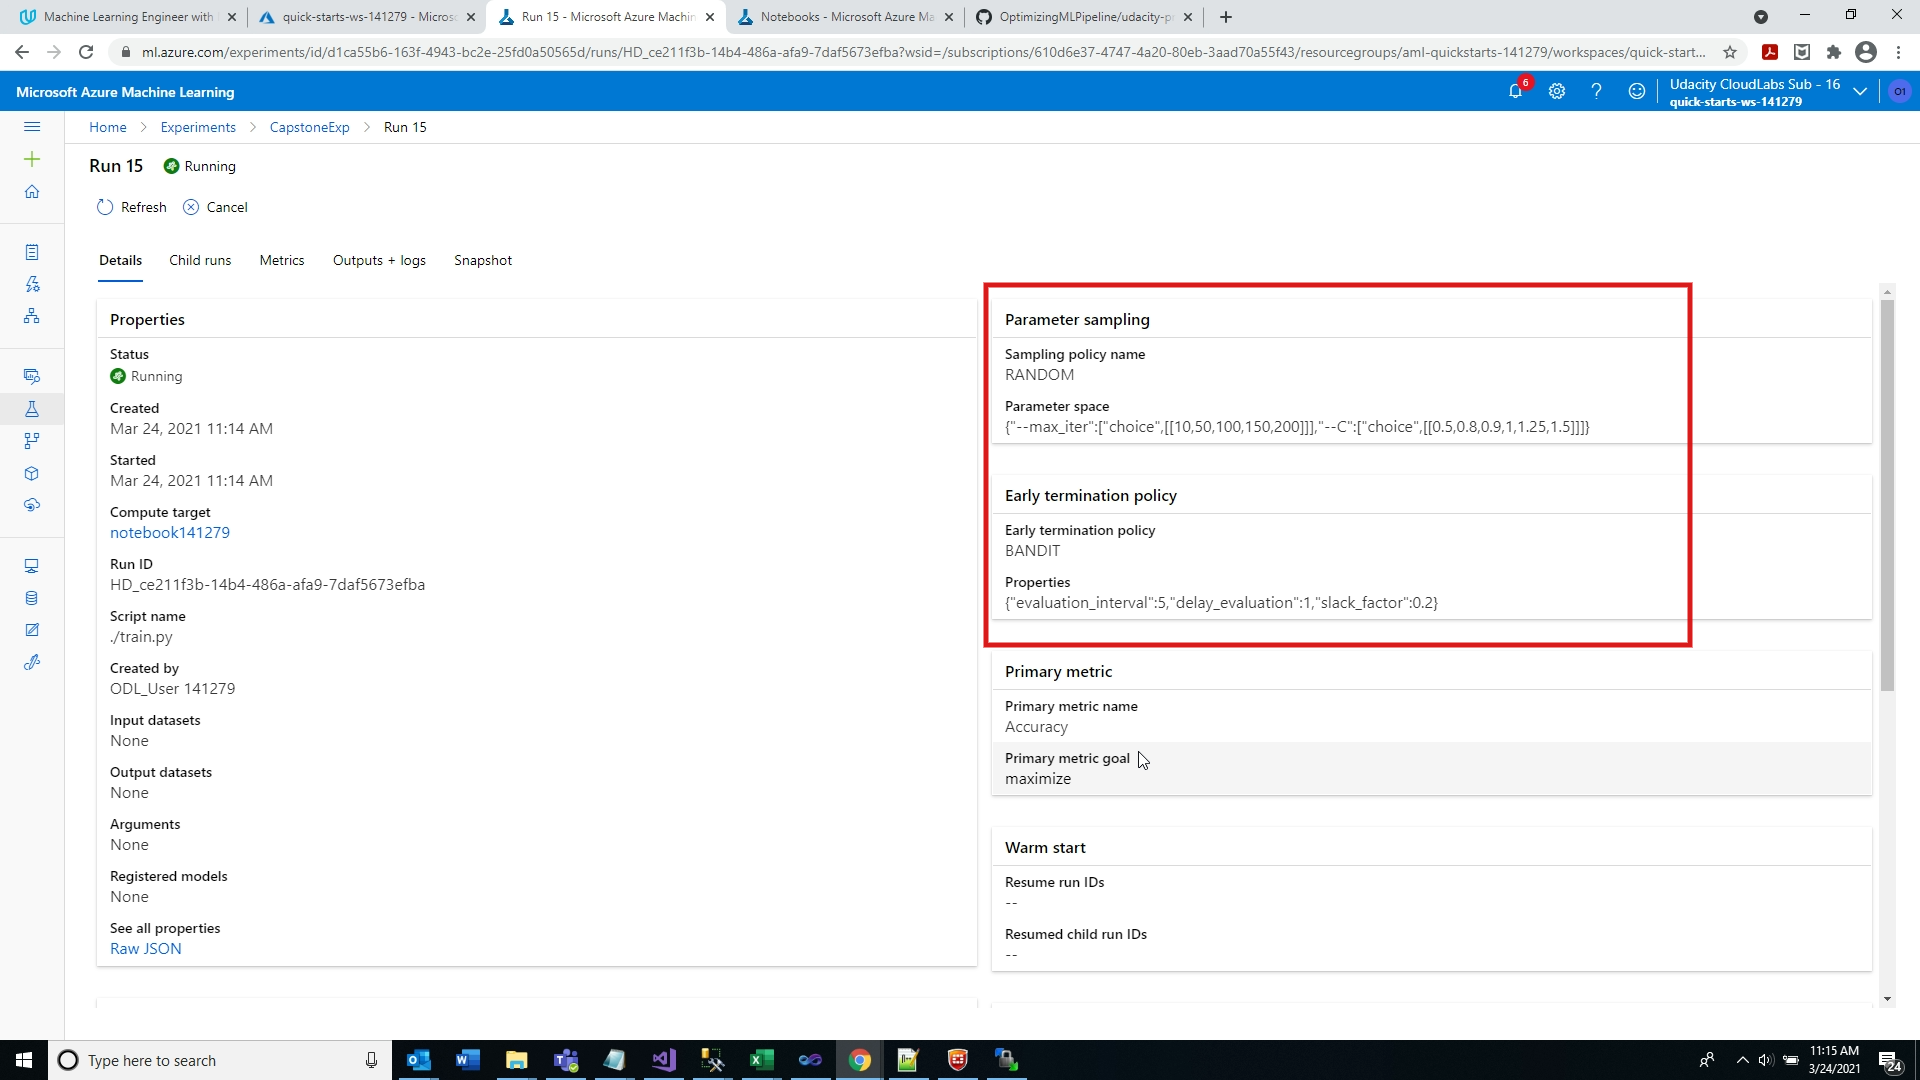 Machine Learning Engineer with
quick-starts-ws-141279 - Micros
Run 15 - Microsoft Azure Machin
Notebooks - Microsoft Azure Ma
OptimizingMLPipeline/udacity-p
ml.azure.com/experiments/id/d1ca55b6-163f-4943-bc2e-25fd0a50565d/runs/HD_ce211f3b-14b4-486a-afa9-7daf5673efba?wsid=/subscriptions/610d6e37-4747-4a20-80eb-3aad70a55f43/resourcegroups/aml-quickstarts-141279/workspaces/quick-start...
Microsoft Azure Machine Learning
6
Udacity CloudLabs Sub - 16
quick-starts-ws-141279
O1
Home > Experiments > CapstoneExp > Run 15
Run 15 Running
Refresh Cancel
Details Child runs Metrics Outputs + logs Snapshot
Properties
Status
Running
Created
Mar 24, 2021 11:14 AM
Started
Mar 24, 2021 11:14 AM
Compute target
notebook141279
Run ID
HD_ce211f3b-14b4-486a-afa9-7daf5673efba
Script name
./train.py
Created by
ODL_User 141279
Input datasets
None
Output datasets
None
Arguments
None
Registered models
None
See all properties
Raw JSON
Parameter sampling
Sampling policy name
RANDOM
Parameter space
{"--max_iter":["choice",[[10,50,100,150,200]]],"--C":["choice",[[0.5,0.8,0.9,1,1.25,1.5]]]}
Early termination policy
Early termination policy
BANDIT
Properties
{"evaluation_interval":5,"delay_evaluation":1,"slack_factor":0.2}
Primary metric
Primary metric name
Accuracy
Primary metric goal
maximize
Warm start
Resume run IDs
--
Resumed child run IDs
--
Type here to search
11:15 AM
3/24/2021
24